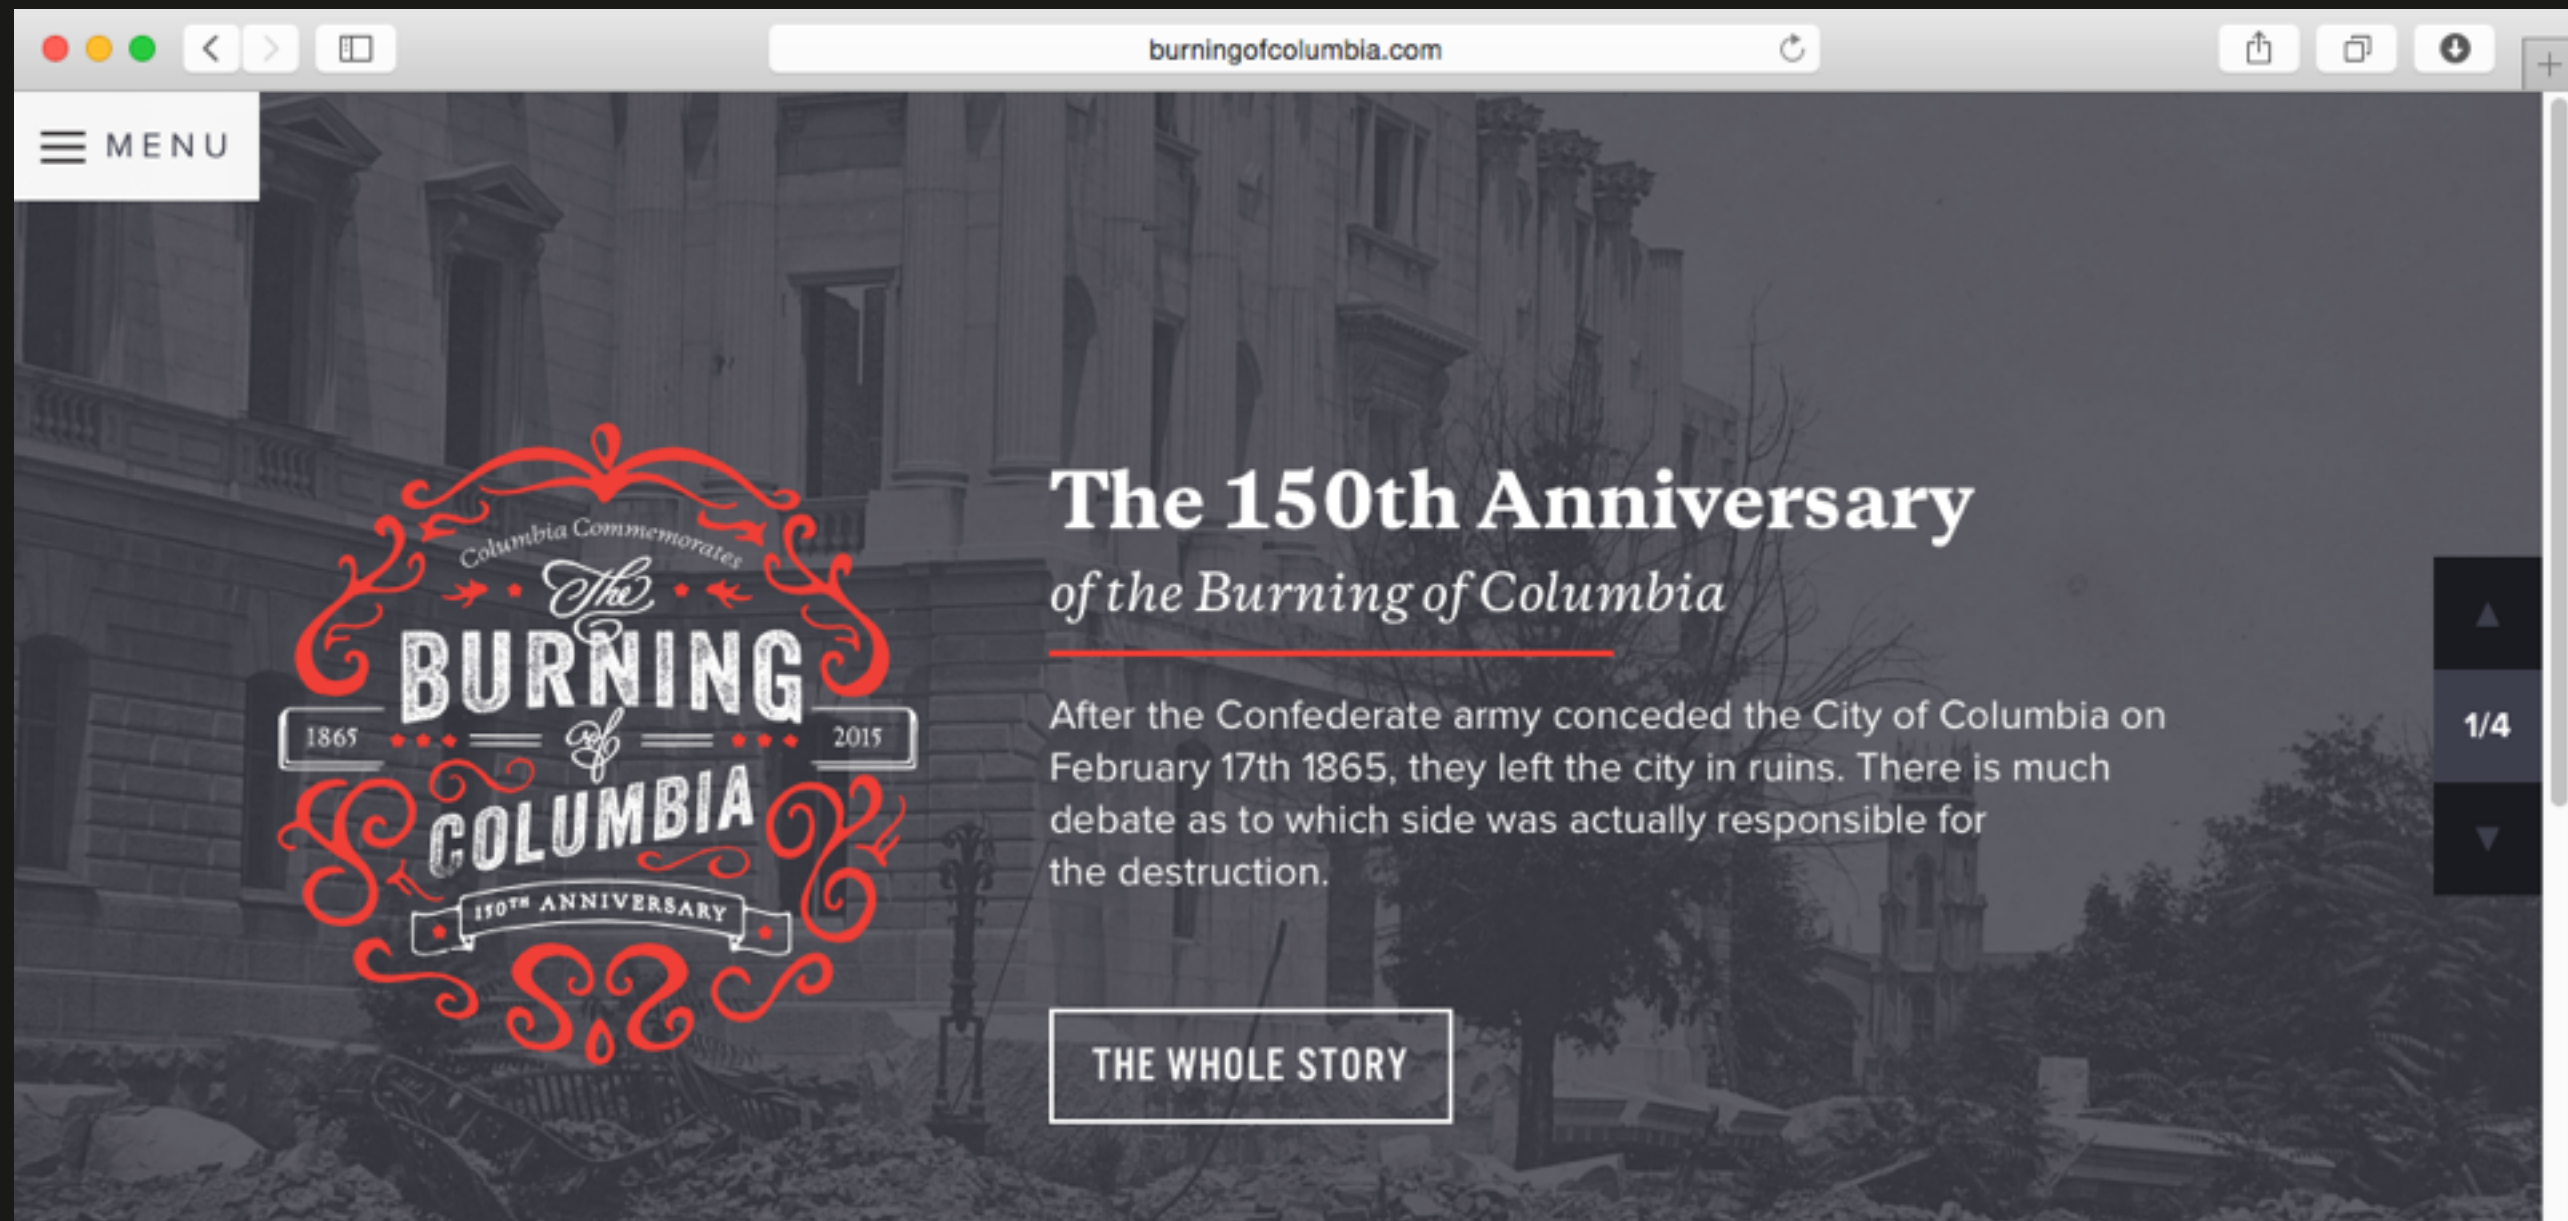 burningofcolumbia.com
MENU
Columbia Commemorates
The
BURNING
1865 of 2015
COLUMBIA
150TH ANNIVERSARY
The 150th Anniversary
of the Burning of Columbia
After the Confederate army conceded the City of Columbia on
February 17th 1865, they left the city in ruins. There is much
debate as to which side was actually responsible for
the destruction.
THE WHOLE STORY
1/4